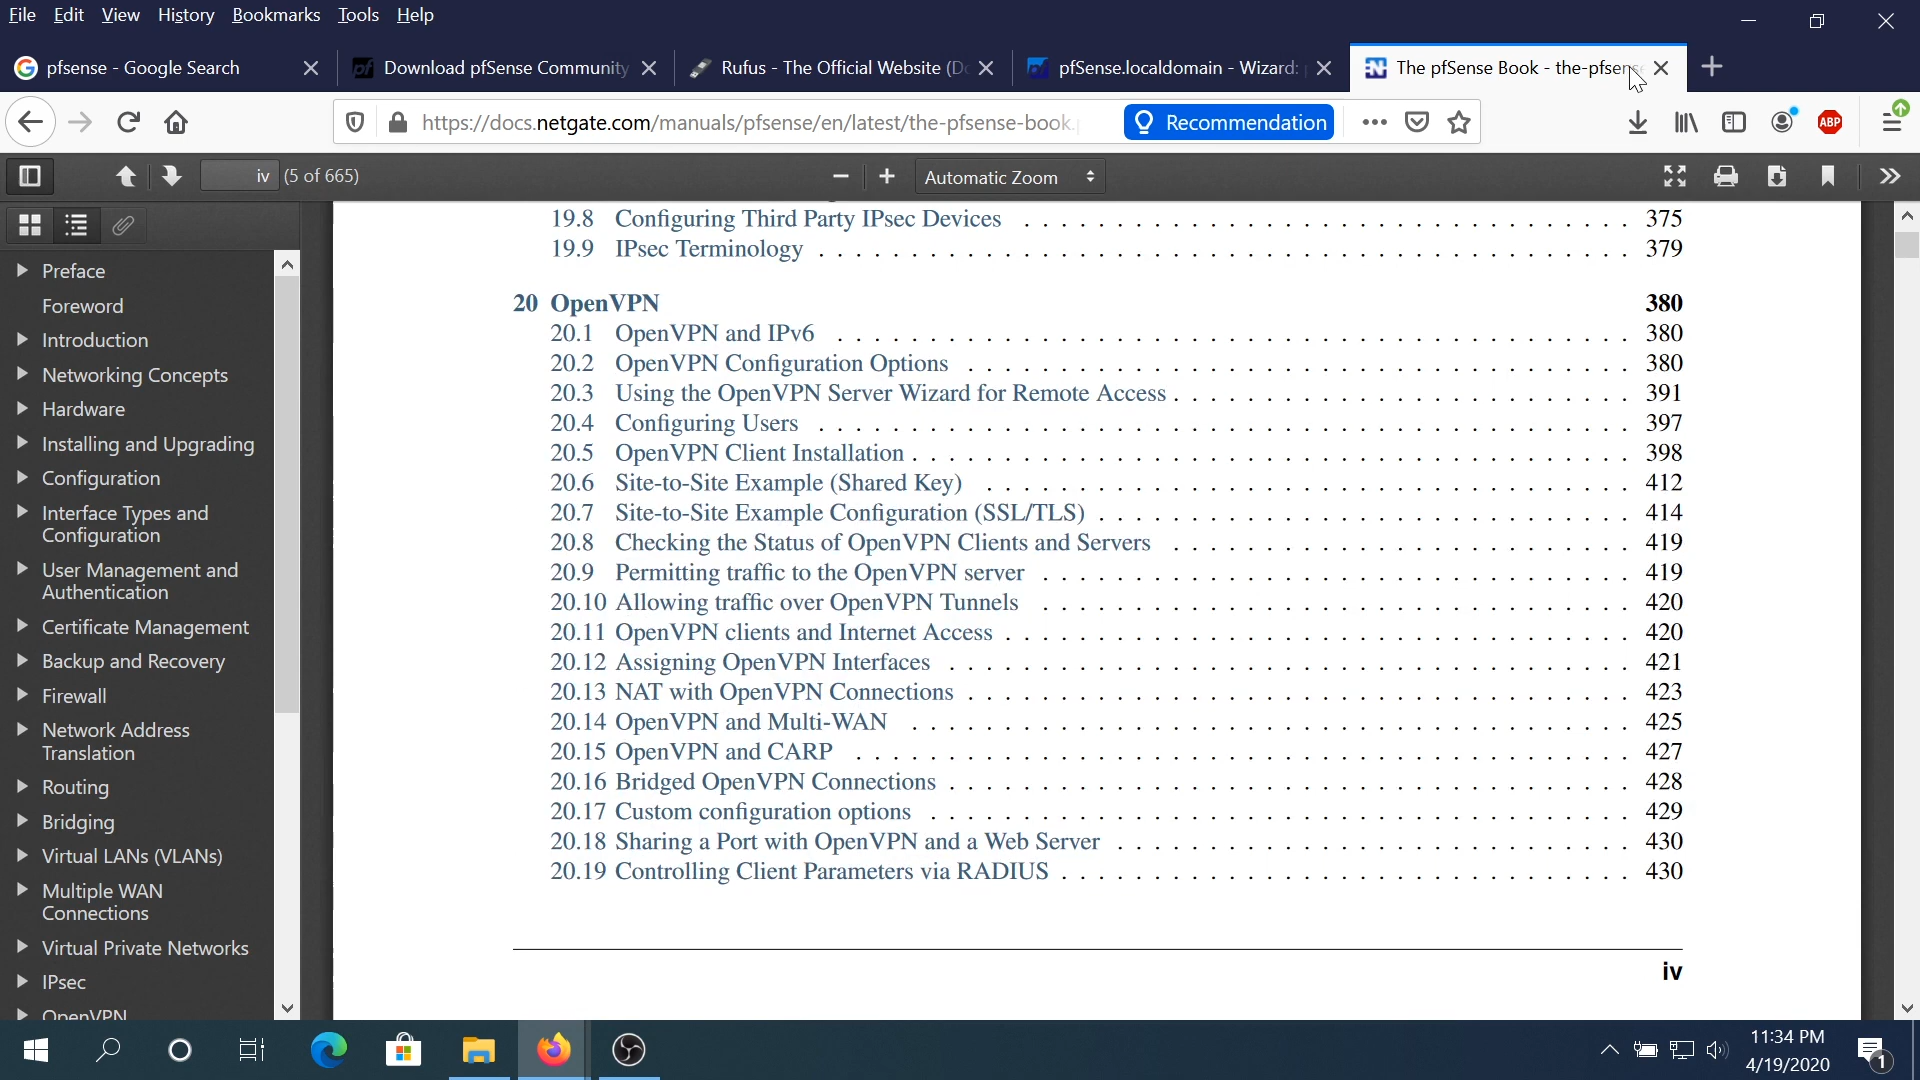 File Edit View History Bookmarks Tools Help
pfsense - Google Search
Download pfSense Community
Rufus - The Official Website (Do
pfSense.localdomain - Wizard:
The pfSense Book - the-pfsens
https://docs.netgate.com/manuals/pfsense/en/latest/the-pfsense-book.
Recommendation
ABP
iv (5 of 665)
Automatic Zoom
Preface
Foreword
Introduction
Networking Concepts
Hardware
Installing and Upgrading
Configuration
Interface Types and
Configuration
User Management and
Authentication
Certificate Management
Backup and Recovery
Firewall
Network Address
Translation
Routing
Bridging
Virtual LANs (VLANs)
Multiple WAN
Connections
Virtual Private Networks
IPsec
OpenVPN
19.8 Configuring Third Party IPsec Devices 375
19.9 IPsec Terminology 379
20 OpenVPN 380
20.1 OpenVPN and IPv6 380
20.2 OpenVPN Configuration Options 380
20.3 Using the OpenVPN Server Wizard for Remote Access 391
20.4 Configuring Users 397
20.5 OpenVPN Client Installation 398
20.6 Site-to-Site Example (Shared Key) 412
20.7 Site-to-Site Example Configuration (SSL/TLS) 414
20.8 Checking the Status of OpenVPN Clients and Servers 419
20.9 Permitting traffic to the OpenVPN server 419
20.10 Allowing traffic over OpenVPN Tunnels 420
20.11 OpenVPN clients and Internet Access 420
20.12 Assigning OpenVPN Interfaces 421
20.13 NAT with OpenVPN Connections 423
20.14 OpenVPN and Multi-WAN 425
20.15 OpenVPN and CARP 427
20.16 Bridged OpenVPN Connections 428
20.17 Custom configuration options 429
20.18 Sharing a Port with OpenVPN and a Web Server 430
20.19 Controlling Client Parameters via RADIUS 430
iv
11:34 PM
4/19/2020
1